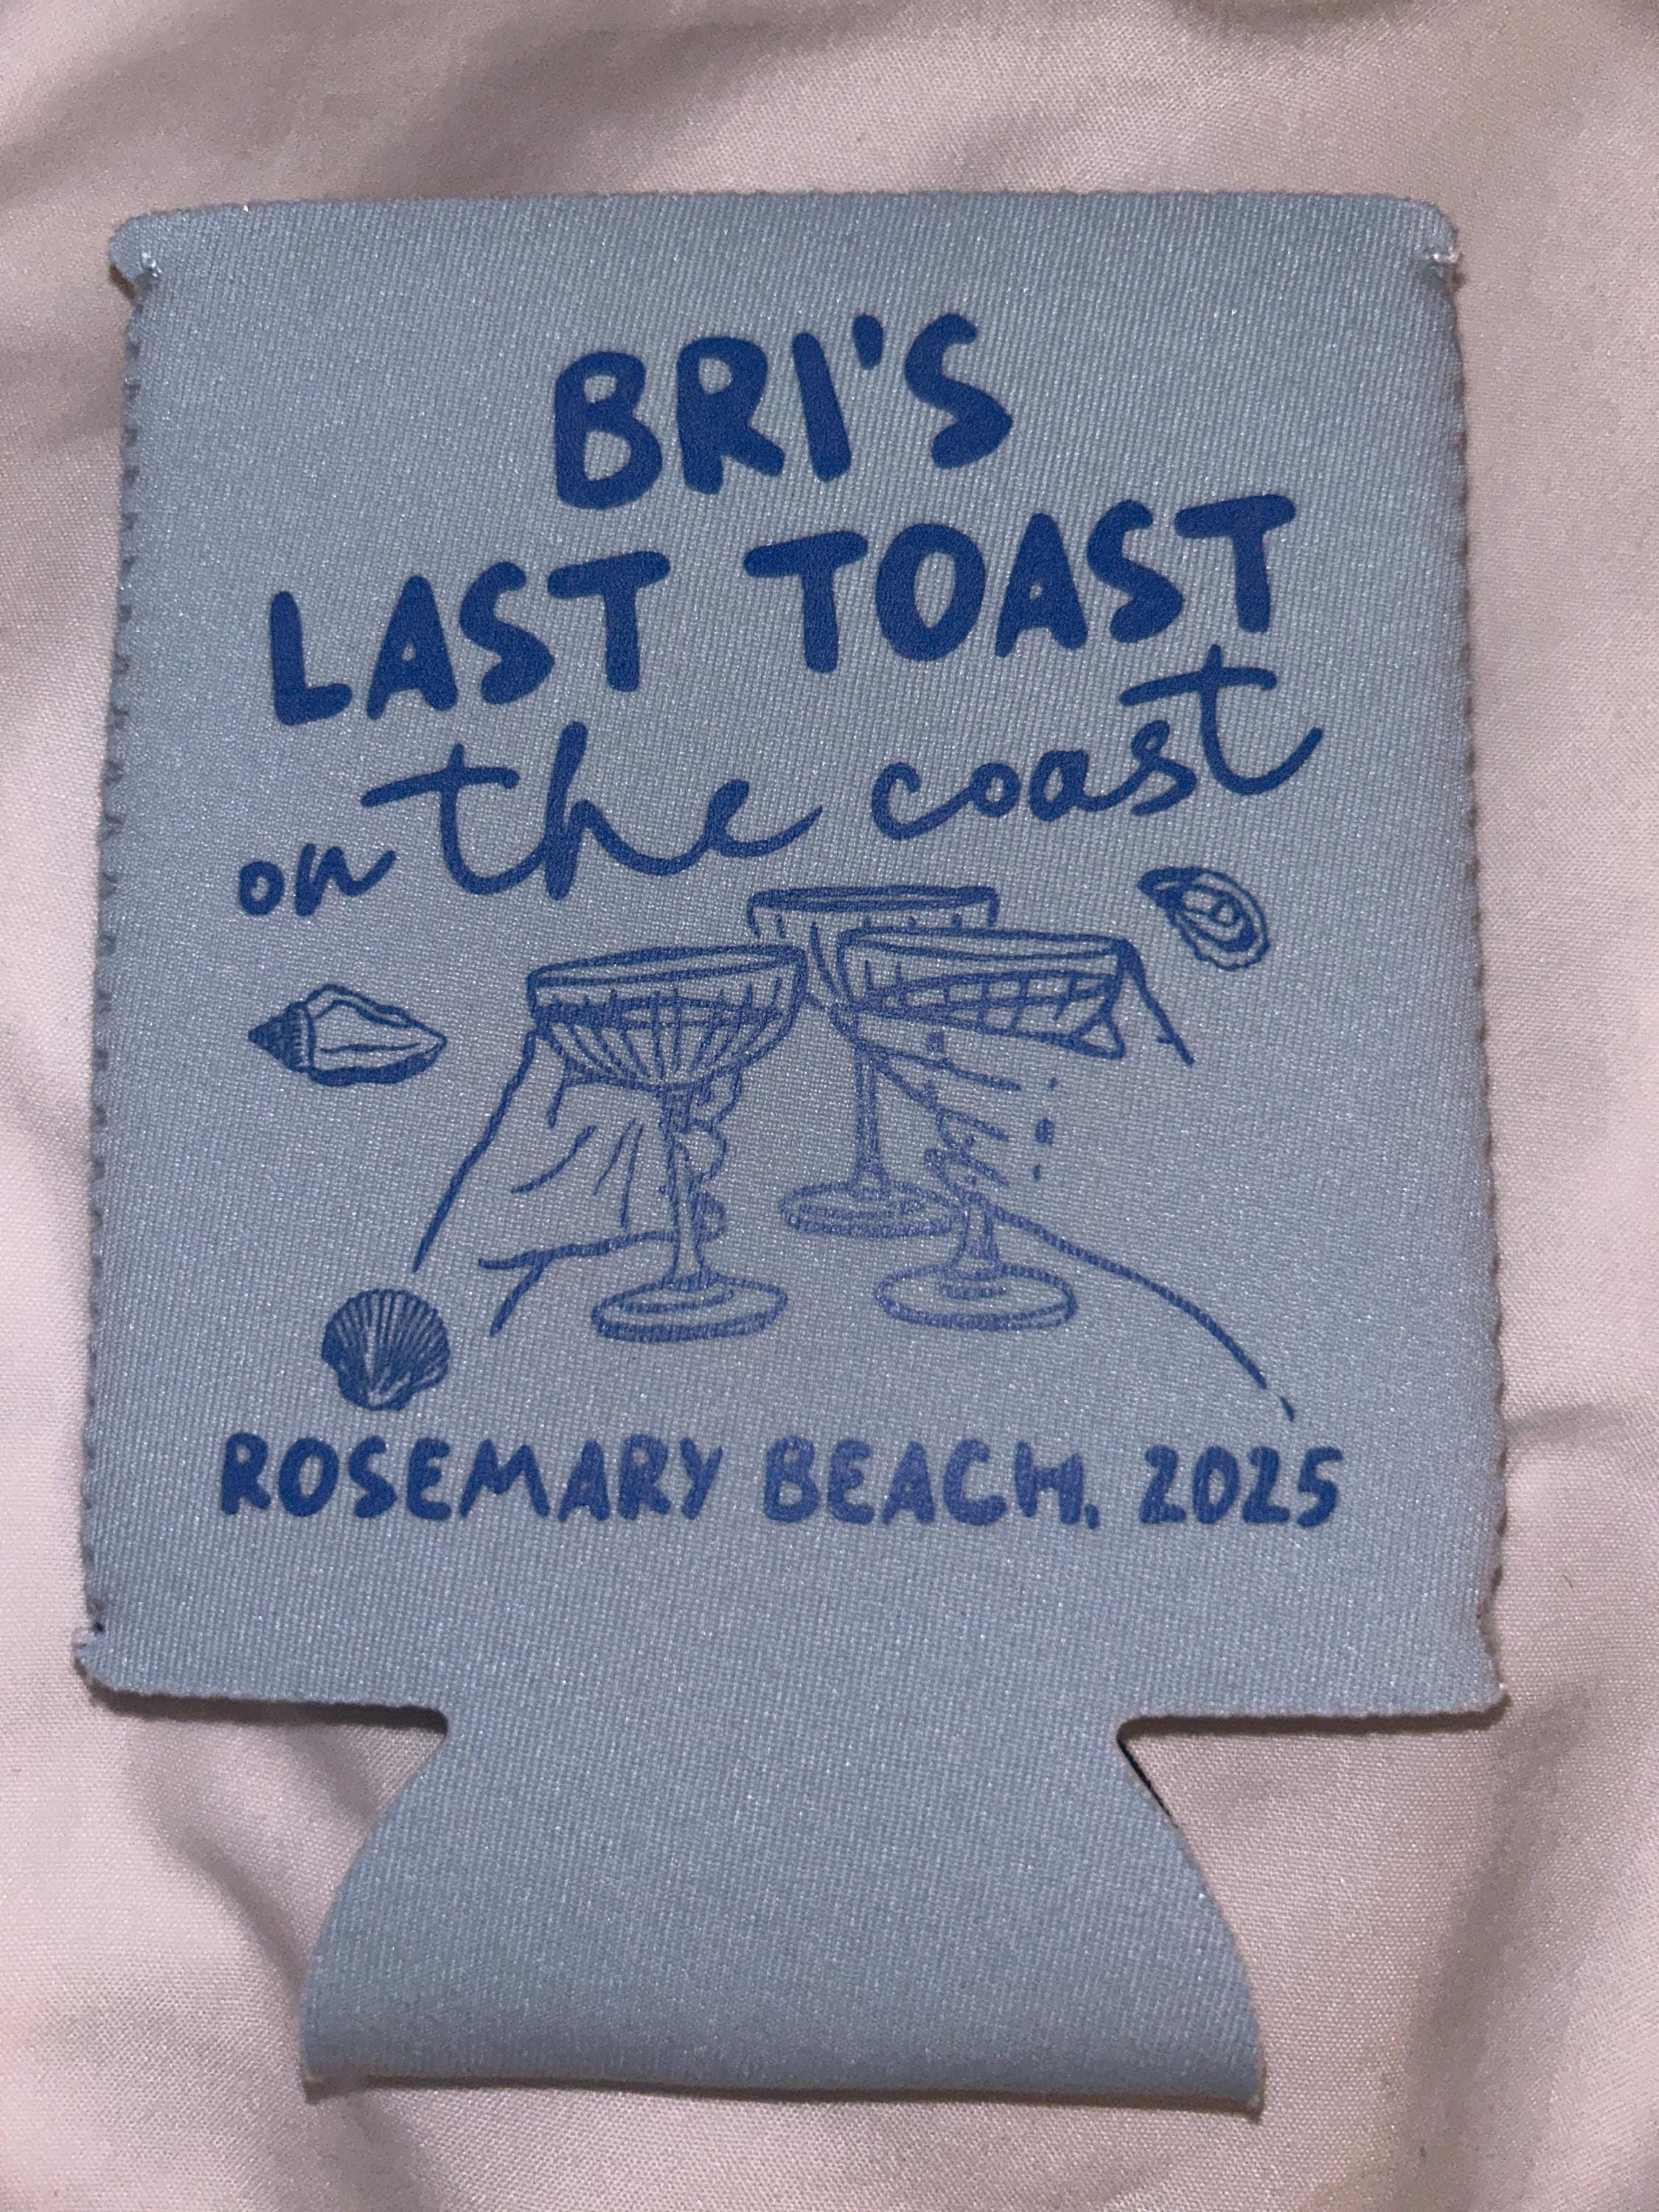 BRI'S
LAST TOAST
on the coast
ROSEMARY BEACH, 2025